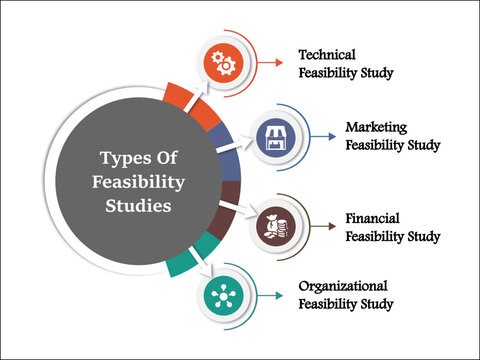 Types Of
Feasibility
Studies
Technical
Feasibility Study
Marketing
Feasibility Study
Financial
Feasibility Study
Organizational
Feasibility Study